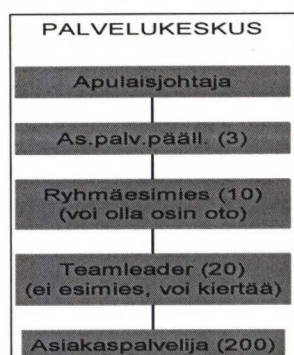 PALVELUKESKUS
Apulaisjohtaja
As.palv.pääll. (3)
Ryhmäesimies (10)
(voi olla osin oto)
Teamleader (20)
(ei esimies, voi kiertää)
Asiakaspalvelija (200)